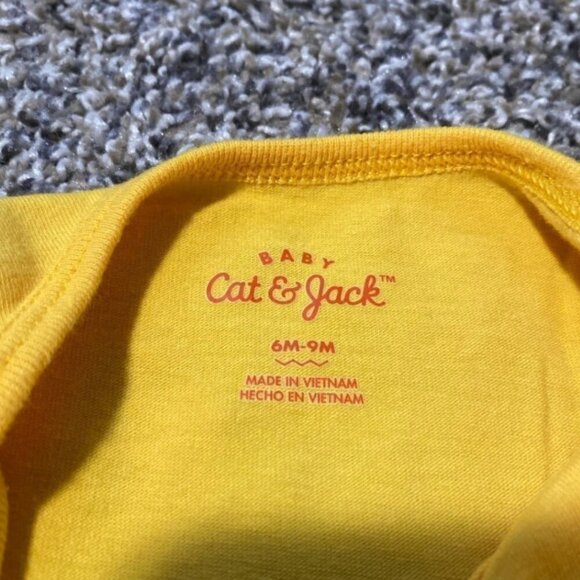 BABY
Cat & Jack™
6M-9M
MADE IN VIETNAM
HECHO EN VIETNAM